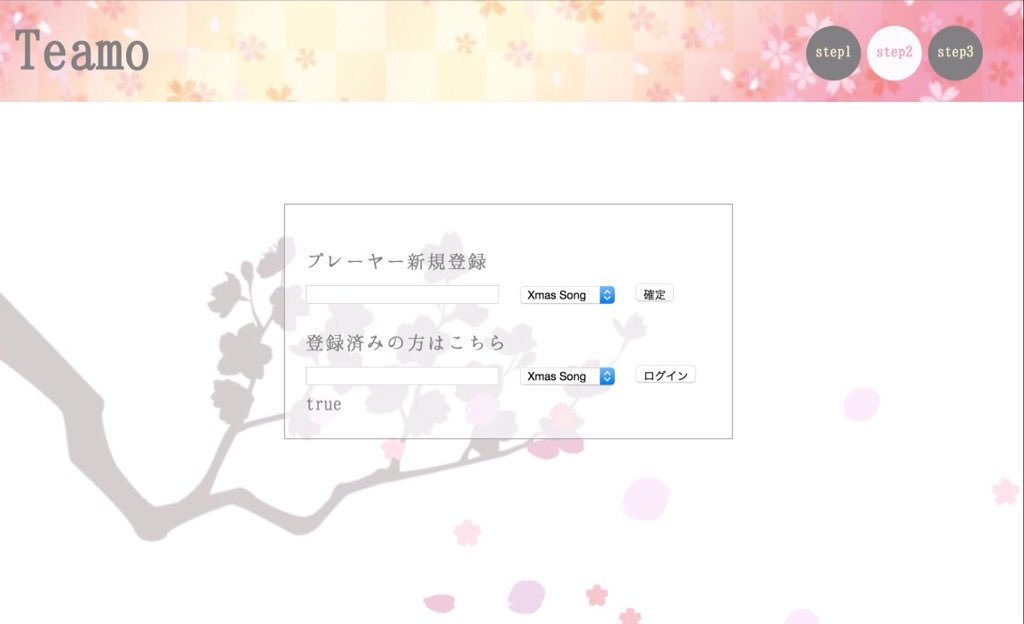 Teamo
step1 step2 step3
プレーヤー新規登録
Xmas Song 確定
登録済みの方はこちら
Xmas Song ログイン
true